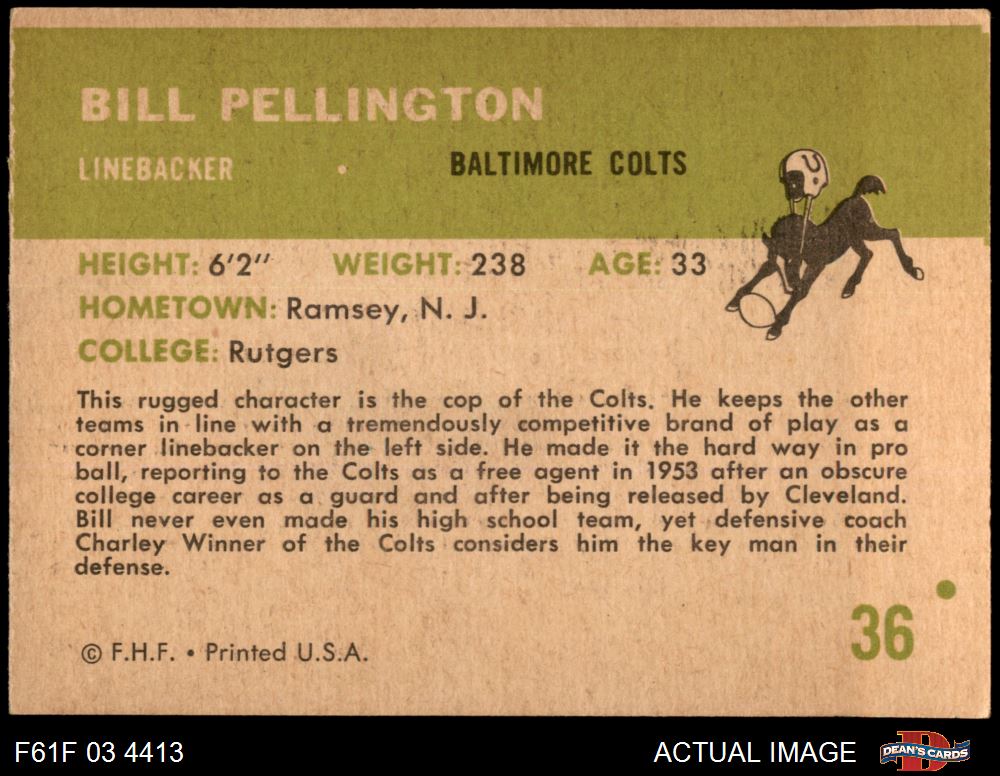 BILL PELLINGTON
LINEBACKER • BALTIMORE COLTS
HEIGHT: 6'2" WEIGHT: 238 AGE: 33
HOMETOWN: Ramsey, N. J.
COLLEGE: Rutgers
This rugged character is the cop of the Colts. He keeps the other
teams in line with a tremendously competitive brand of play as a
corner linebacker on the left side. He made it the hard way in pro
ball, reporting to the Colts as a free agent in 1953 after an obscure
college career as a guard and after being released by Cleveland.
Bill never even made his high school team, yet defensive coach
Charley Winner of the Colts considers him the key man in their
defense.
36
© F.H.F. • Printed U.S.A.
F61F 03 4413
ACTUAL IMAGE
D
DEAN'S CARDS